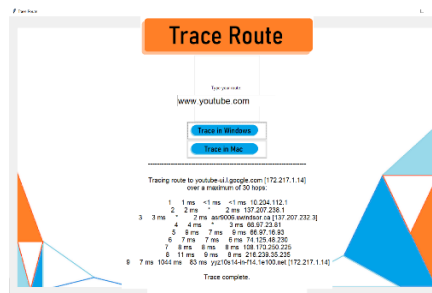 Trace Route
Trace Route
Type your route
www.youtube.com
Trace in Windows
Trace in Mac
Tracing route to youtube-ui.l.google.com [172.217.1.14]
over a maximum of 30 hops:
1 1 ms <1 ms <1 ms 10.204.112.1
2 2 ms * 2 ms 137.207.238.1
3 3 ms * 2 ms asr9006.uwindsor.ca [137.207.232.3]
4 4 ms * 3 ms 66.97.23.81
5 8 ms 7 ms 9 ms 66.97.16.93
6 7 ms 7 ms 6 ms 74.125.48.230
7 8 ms 8 ms 8 ms 108.170.250.225
8 11 ms 9 ms 8 ms 216.239.35.235
9 7 ms 1044 ms 83 ms yyz10s14-in-f14.1e100.net [172.217.1.14]
Trace complete.